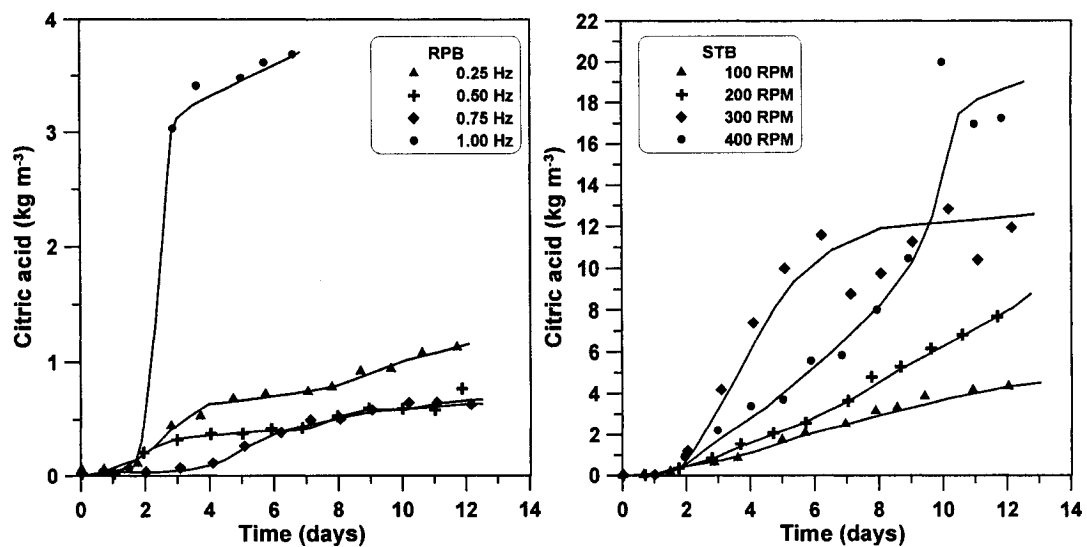 4
3
2
1
0
Citric acid (kg m-3)
RPB
0.25 Hz
0.50 Hz
0.75 Hz
1.00 Hz
0 2 4 6 8 10 12 14
Time (days)
22
20
18
16
14
12
10
8
6
4
2
0
Citric acid (kg m-3)
STB
100 RPM
200 RPM
300 RPM
400 RPM
0 2 4 6 8 10 12 14
Time (days)